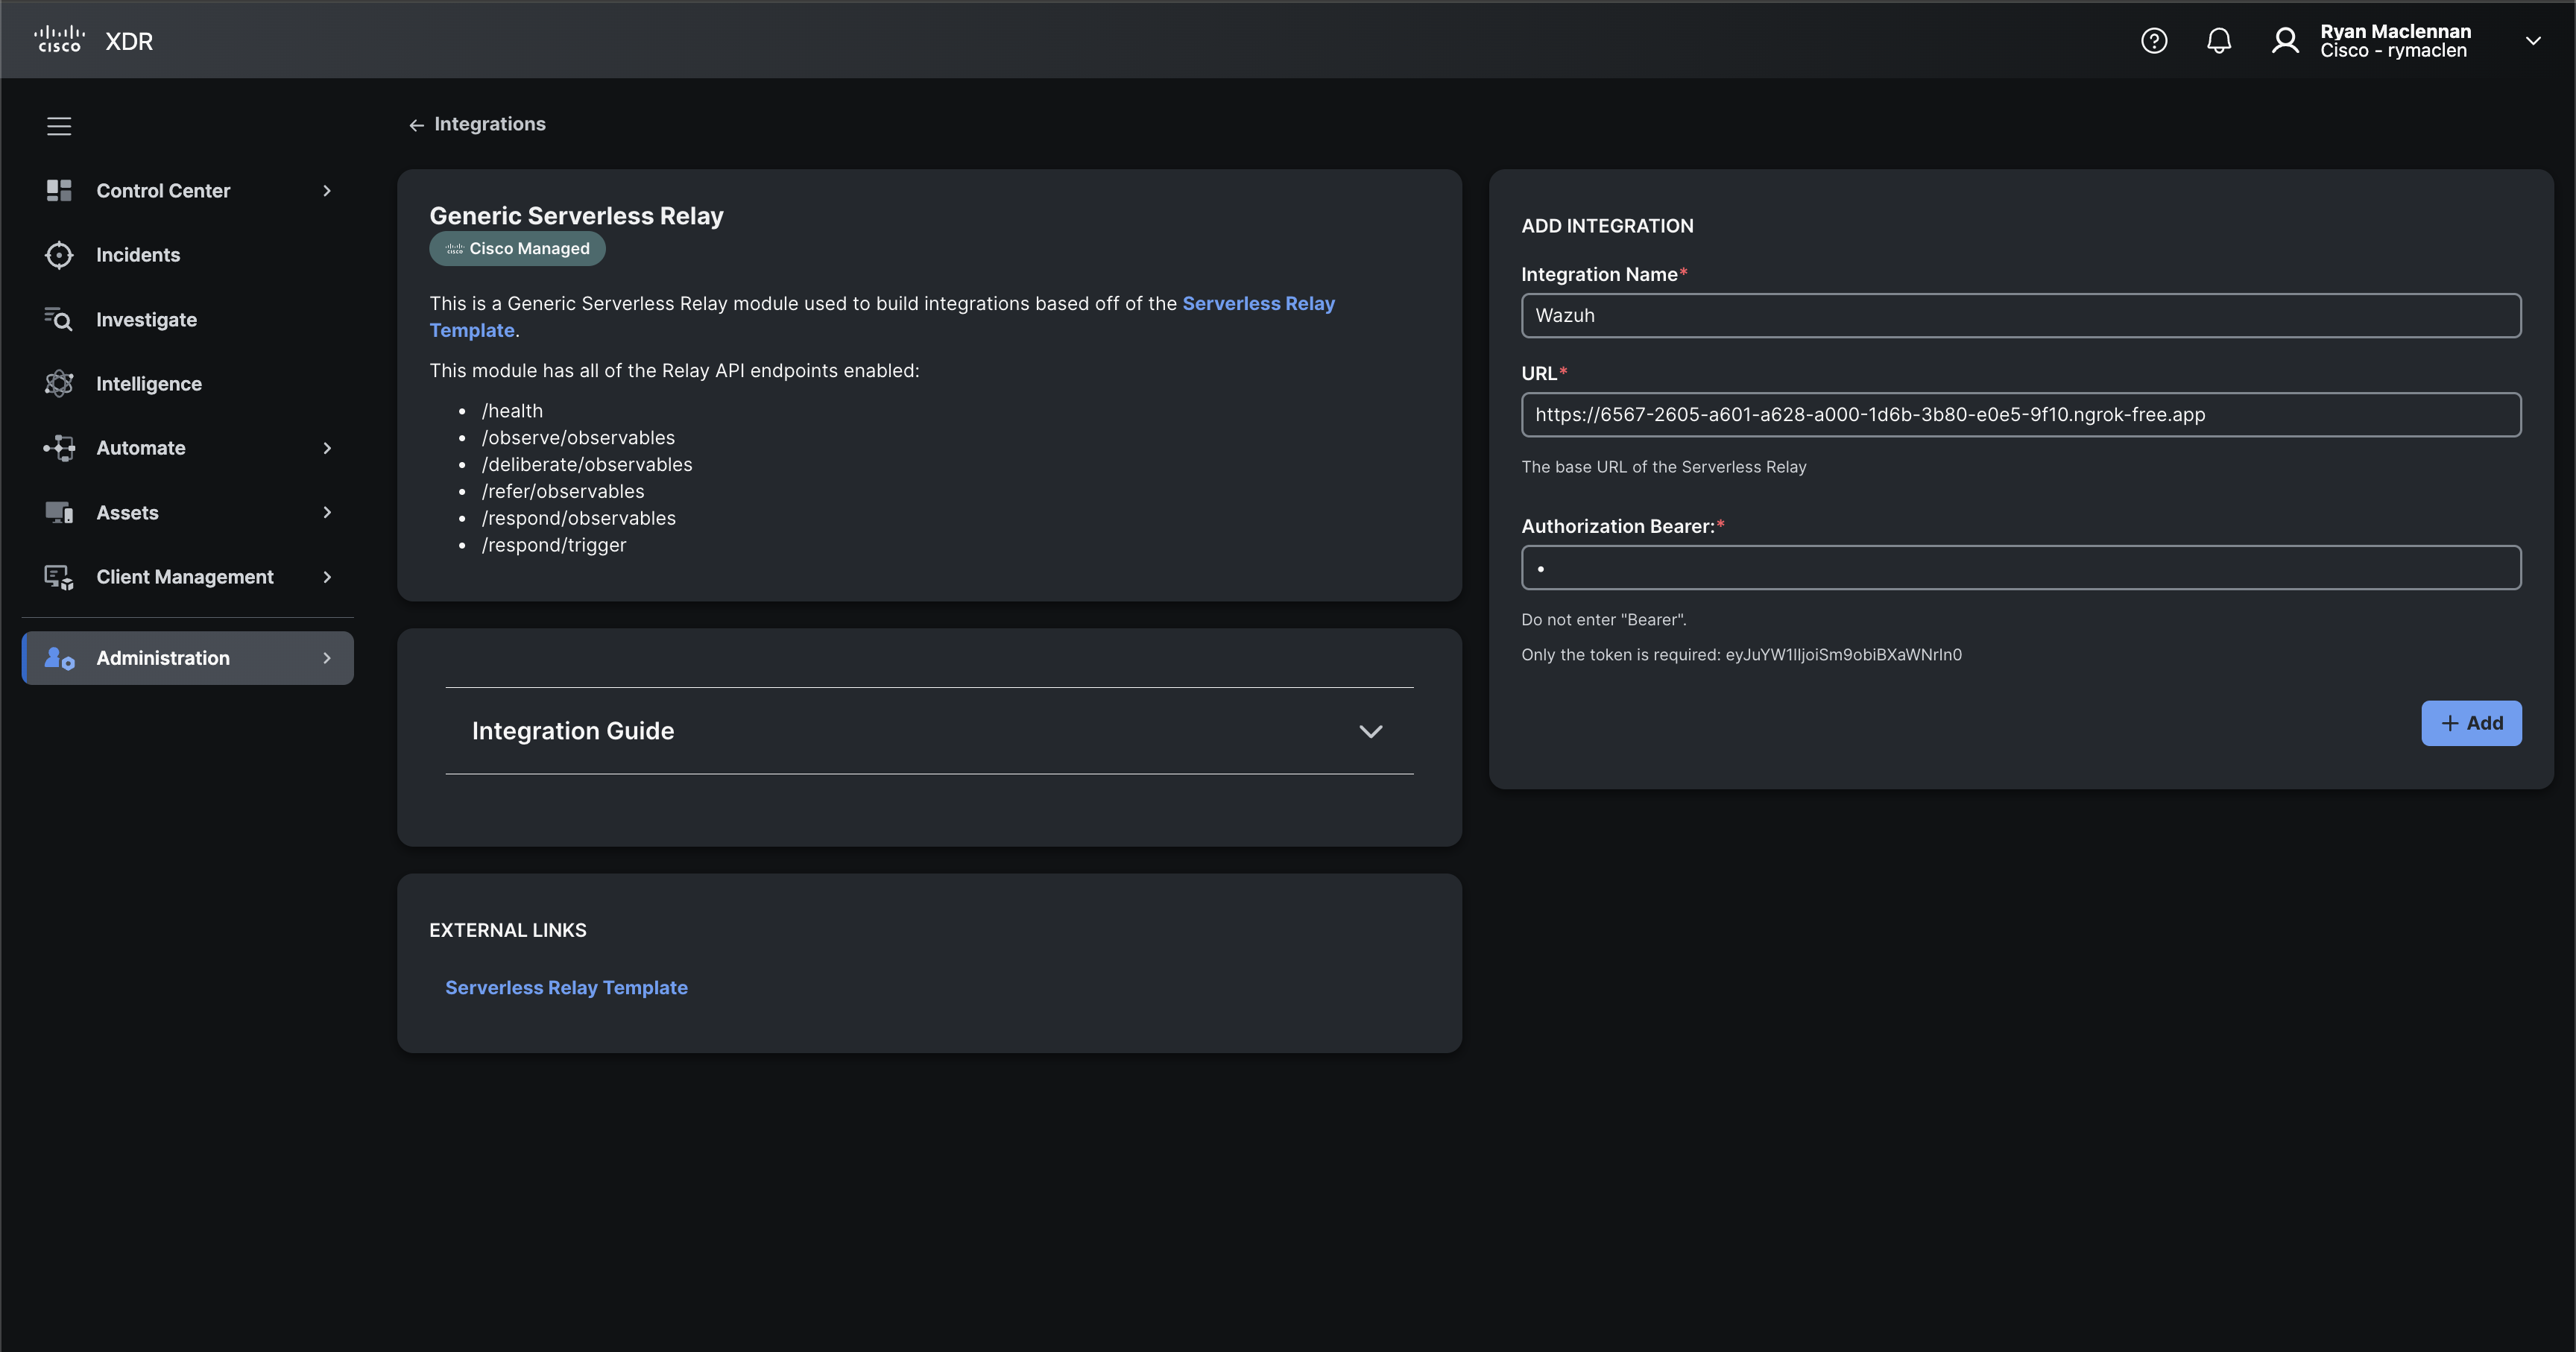 CISCO XDR
Ryan Maclennan
Cisco - rymaclen
Control Center
Incidents
Investigate
Intelligence
Automate
Assets
Client Management
Administration
Integrations
Generic Serverless Relay
CISCO Cisco Managed
This is a Generic Serverless Relay module used to build integrations based off of the Serverless Relay
Template.
This module has all of the Relay API endpoints enabled:
• /health
• /observe/observables
• /deliberate/observables
• /refer/observables
• /respond/observables
• /respond/trigger
Integration Guide
EXTERNAL LINKS
Serverless Relay Template
ADD INTEGRATION
Integration Name*
Wazuh
URL*
https://6567-2605-a601-a628-a000-1d6b-3b80-e0e5-9f10.ngrok-free.app
The base URL of the Serverless Relay
Authorization Bearer:*
•
Do not enter "Bearer".
Only the token is required: eyJuYW1lIjoiSm9obiBXaWNrIn0
+ Add